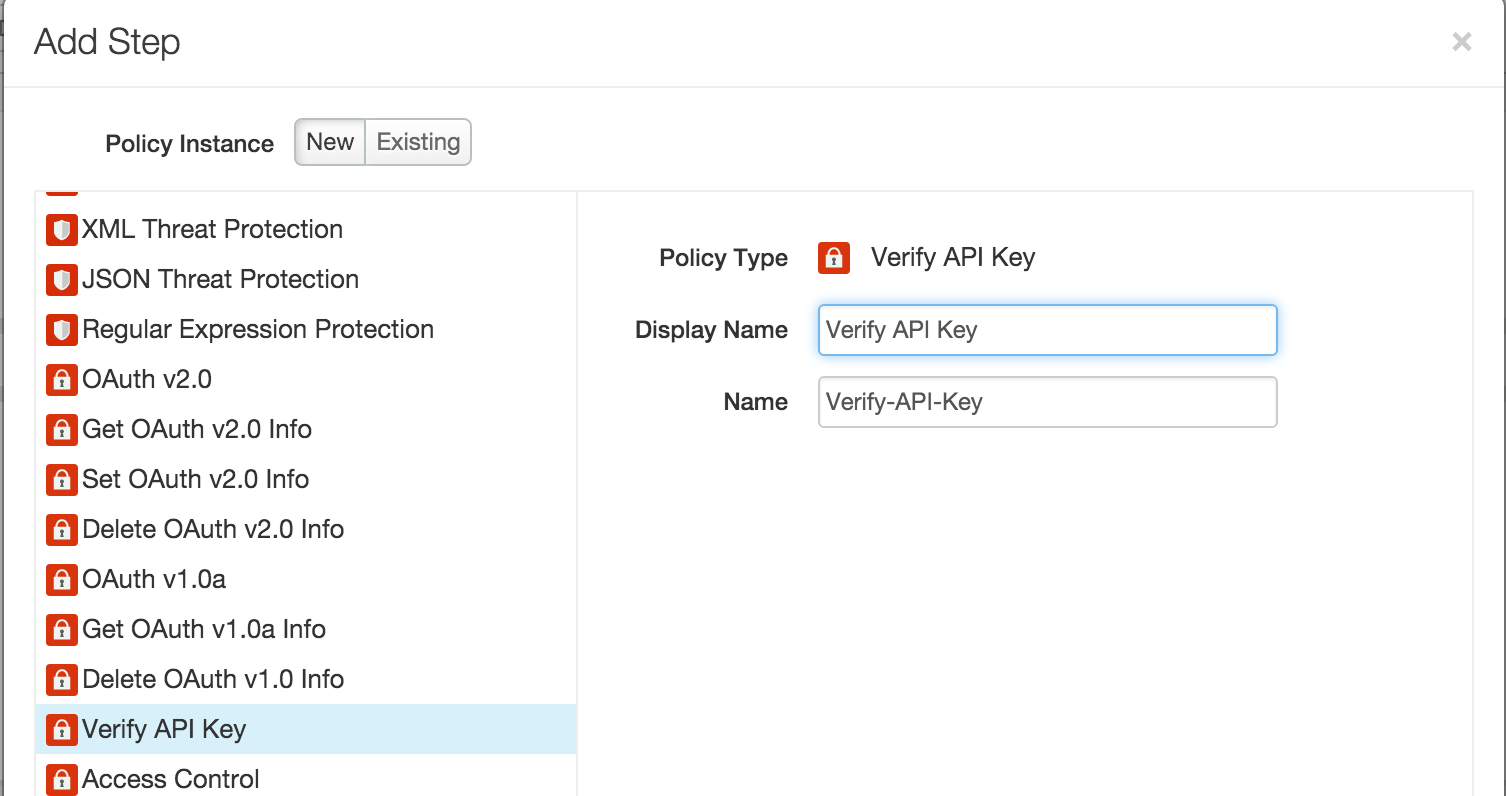 Add Step
×
Policy Instance New Existing
XML Threat Protection
JSON Threat Protection
Regular Expression Protection
OAuth v2.0
Get OAuth v2.0 Info
Set OAuth v2.0 Info
Delete OAuth v2.0 Info
OAuth v1.0a
Get OAuth v1.0a Info
Delete OAuth v1.0 Info
Verify API Key
Access Control
Policy Type Verify API Key
Display Name Verify API Key
Name Verify-API-Key